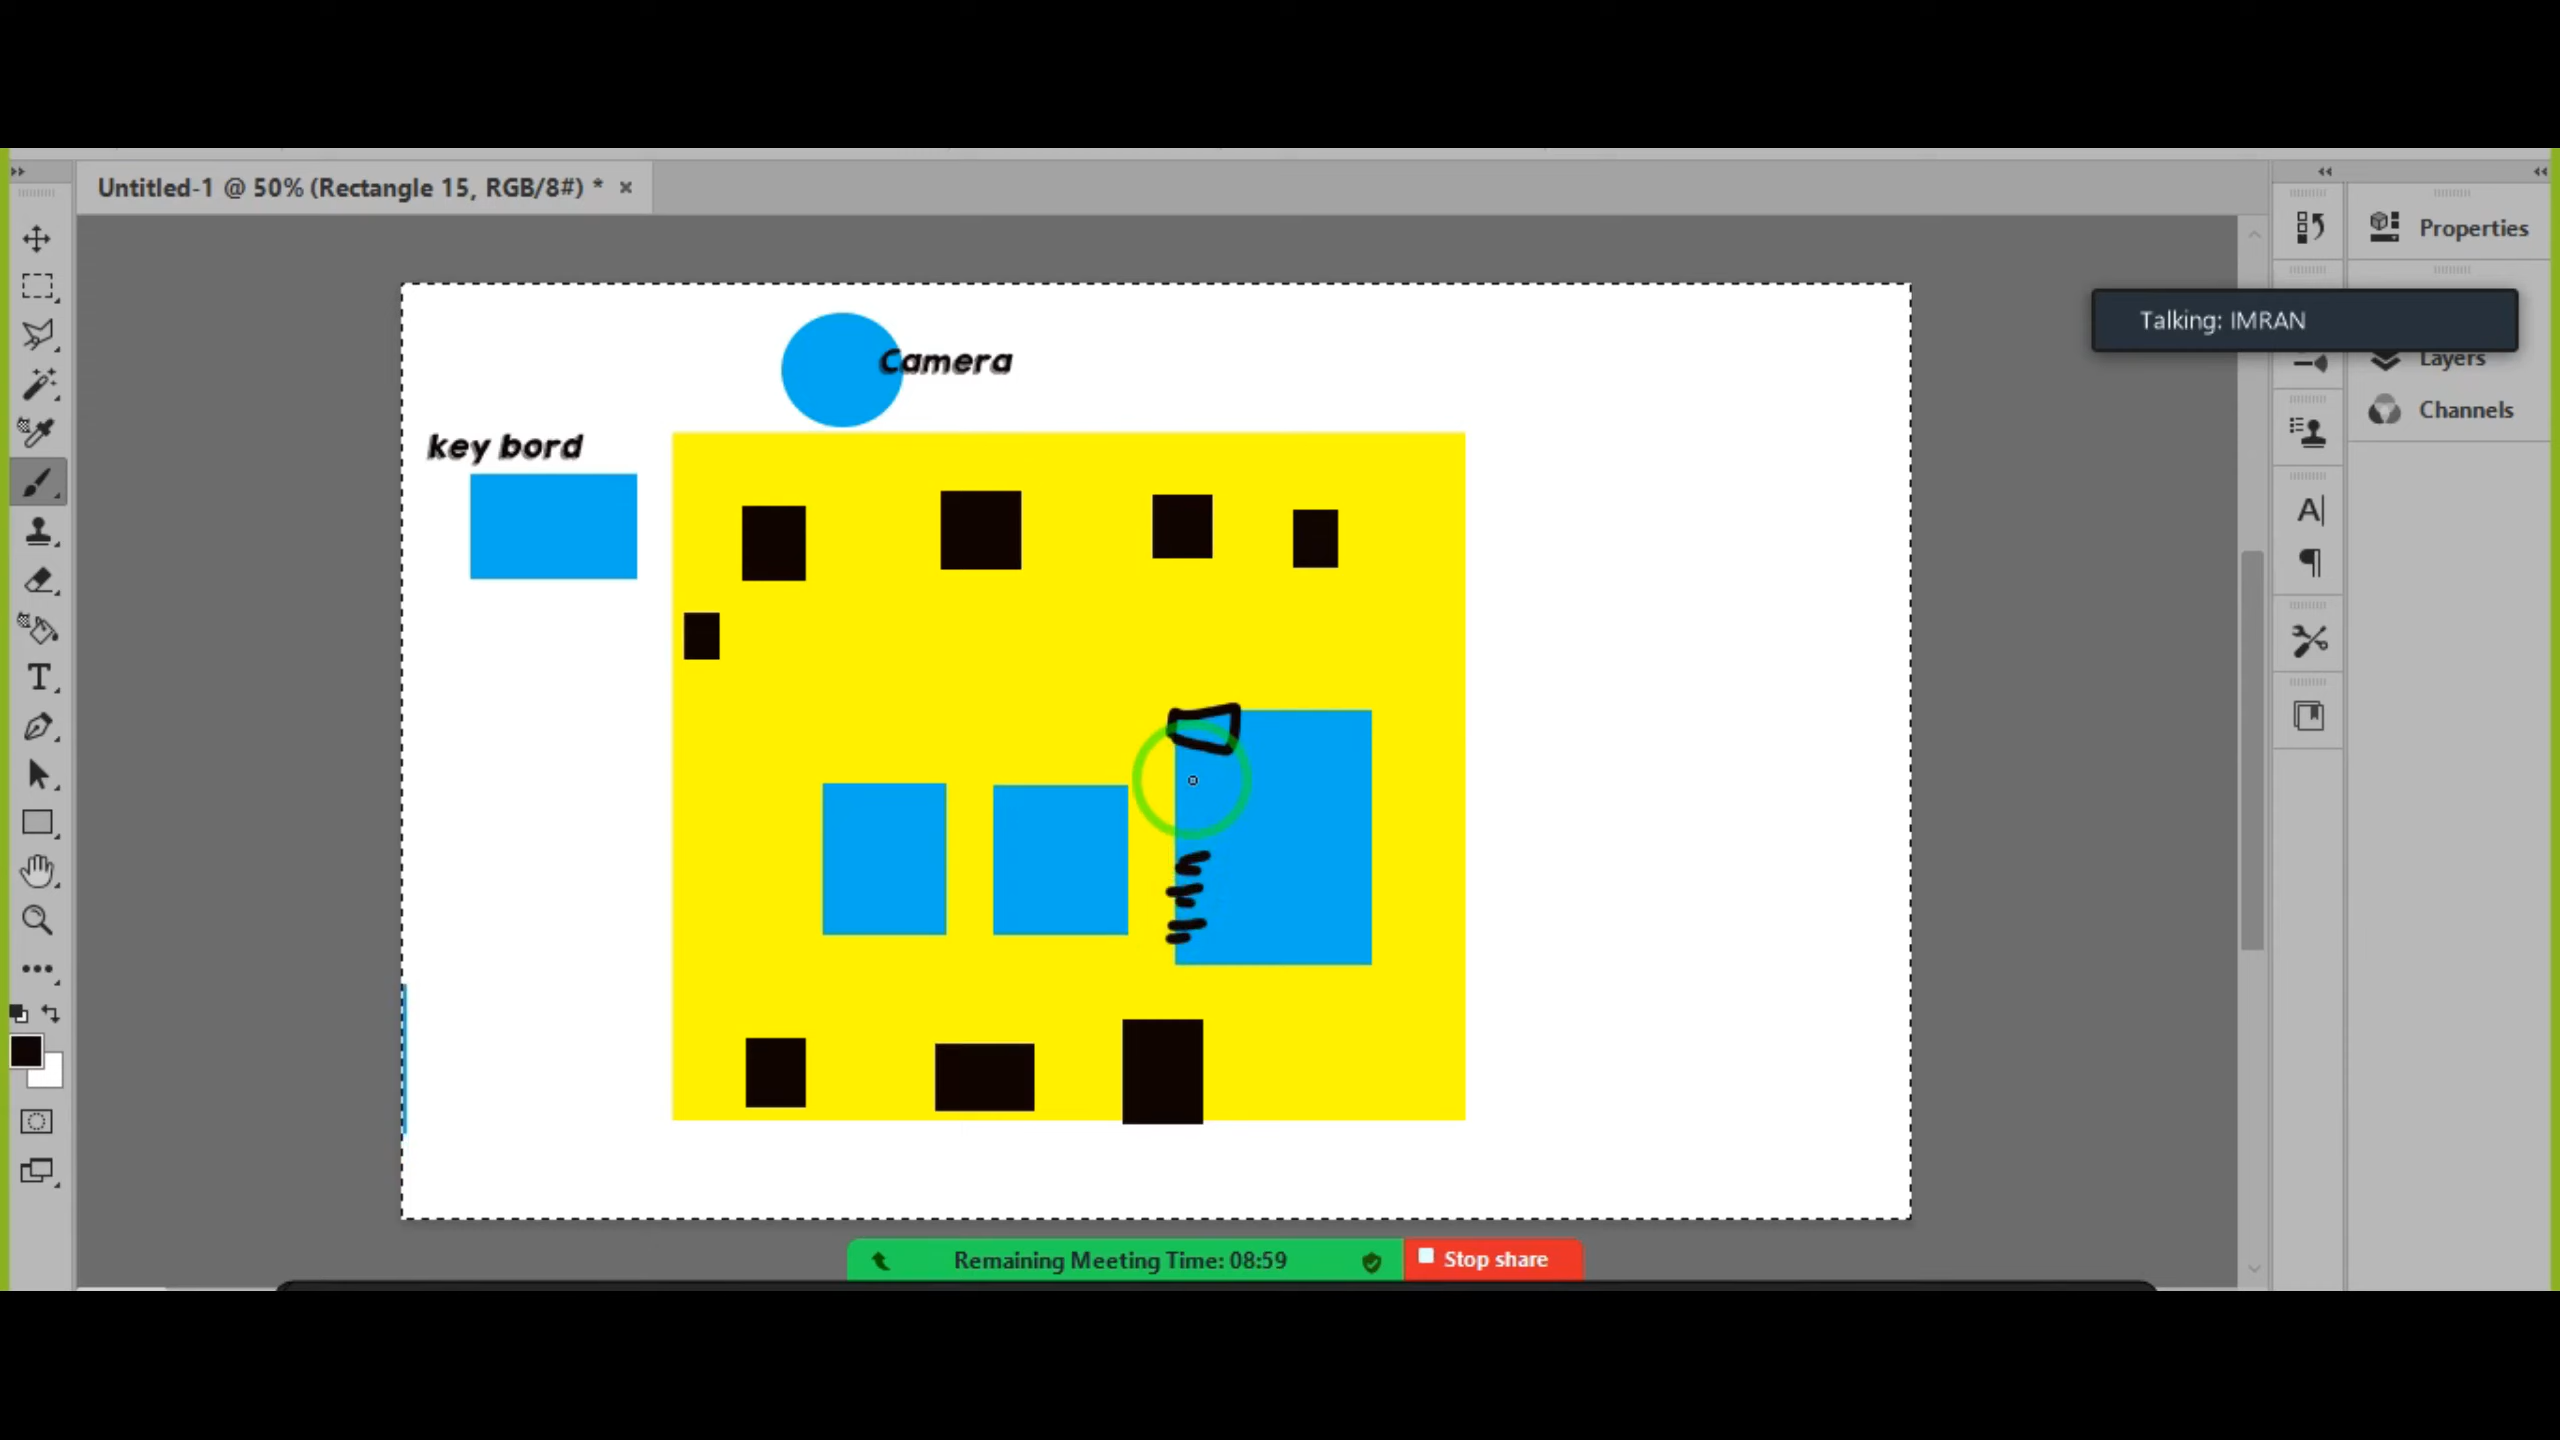 Untitled-1 @ 50% (Rectangle 15, RGB/8#) *
Properties
Talking: IMRAN
Layers
Channels
Camera
key bord
Remaining Meeting Time: 08:59
Stop share